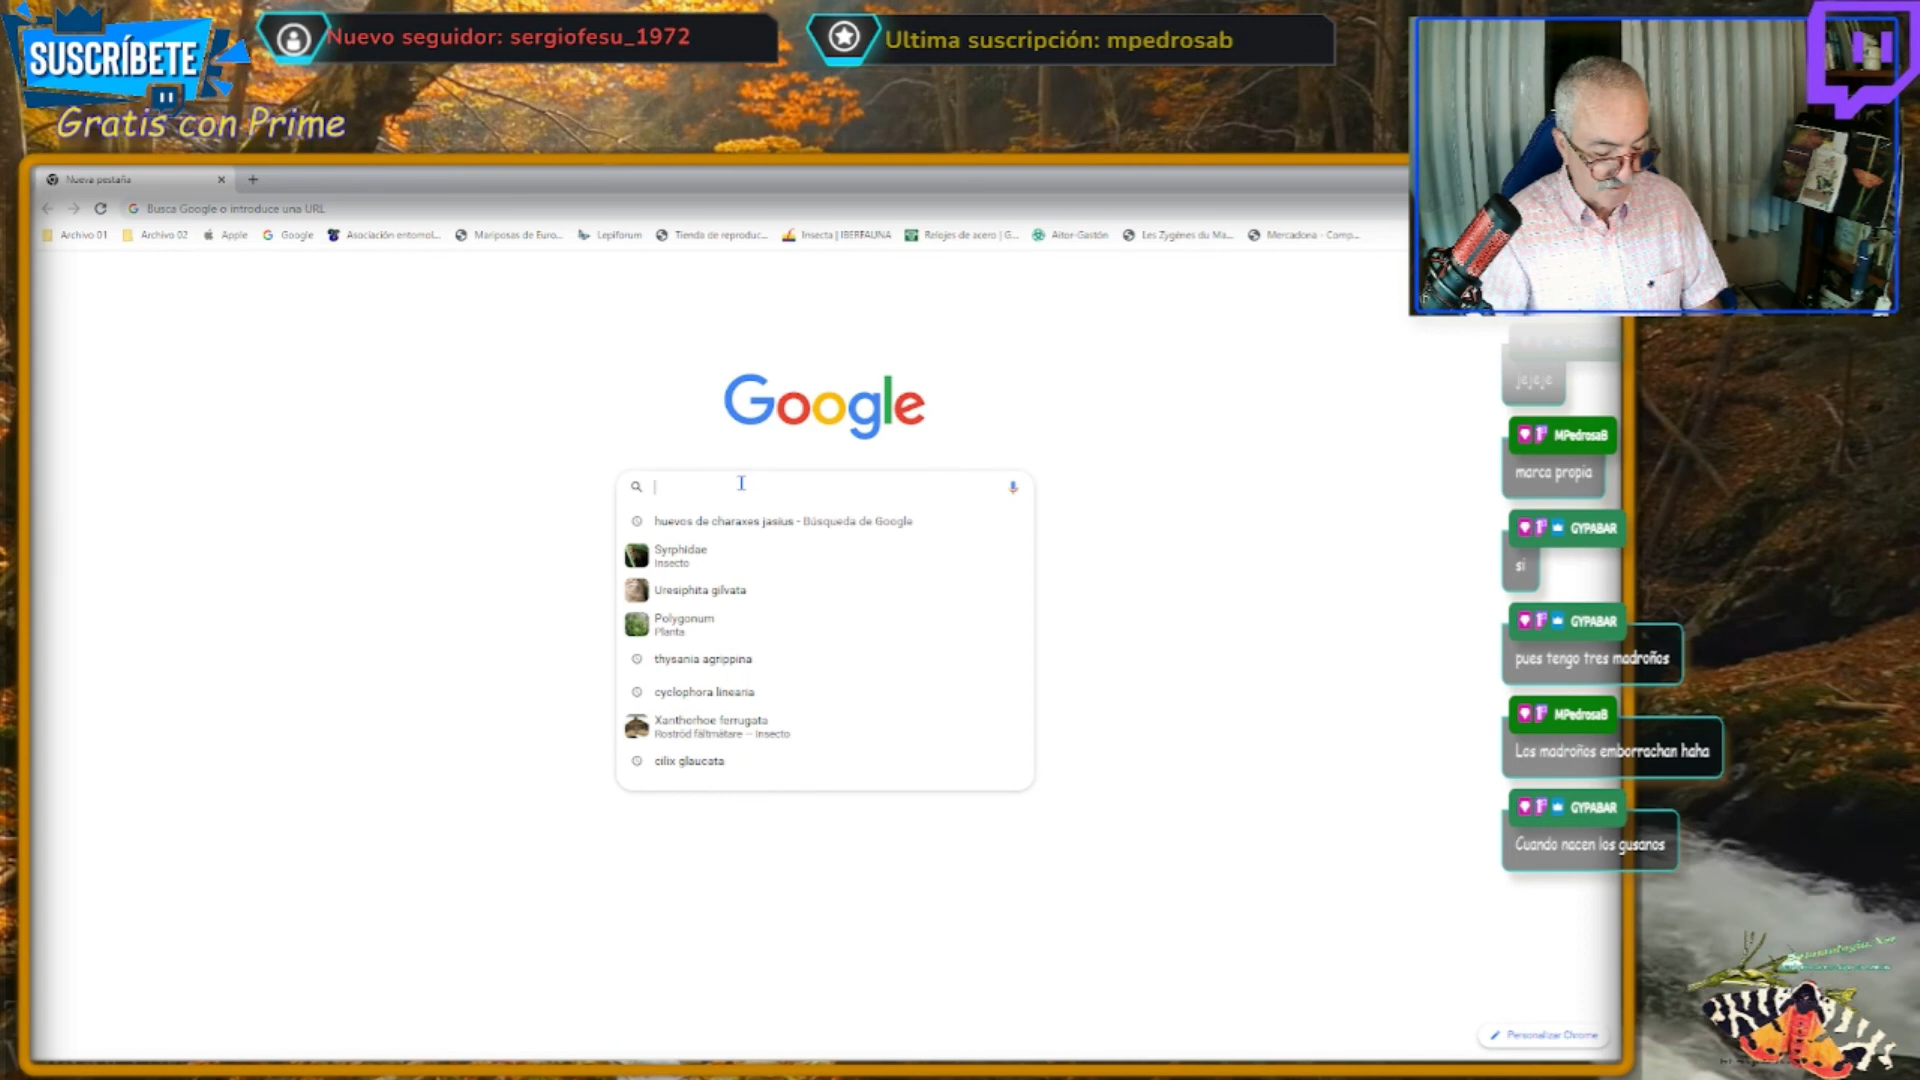 SUSCRÍBETE
Gratis con Prime
Nuevo seguidor: sergiofesu_1972
Ultima suscripción: mpedrosab
Nueva pestaña
Busca Google o introduce una URL
Archivo 01
Archivo 02
Apple
Google
Asociación entomol...
Mariposas de Euro...
Lepiforum
Tienda de reproduc...
Insecta | IBERFAUNA
Relojes de acero | G...
Aitor-Gastón
Les Zygènes du Ma...
Mercadona - Comp...
Google
huevos de charaxes jasius - Búsqueda de Google
Syrphidae
Insecto
Uresiphita gilvata
Polygonum
Planta
thysania agrippina
cyclophora linearia
Xanthorhoe ferrugata
Roströd fältmätare — Insecto
cilix glaucata
Personalizar Chrome
jejeje
MPedrosaB
marca propia
GYPABAR
si
GYPABAR
pues tengo tres madroños
MPedrosaB
Los madroños emborrachan haha
GYPABAR
Cuando nacen los gusanos